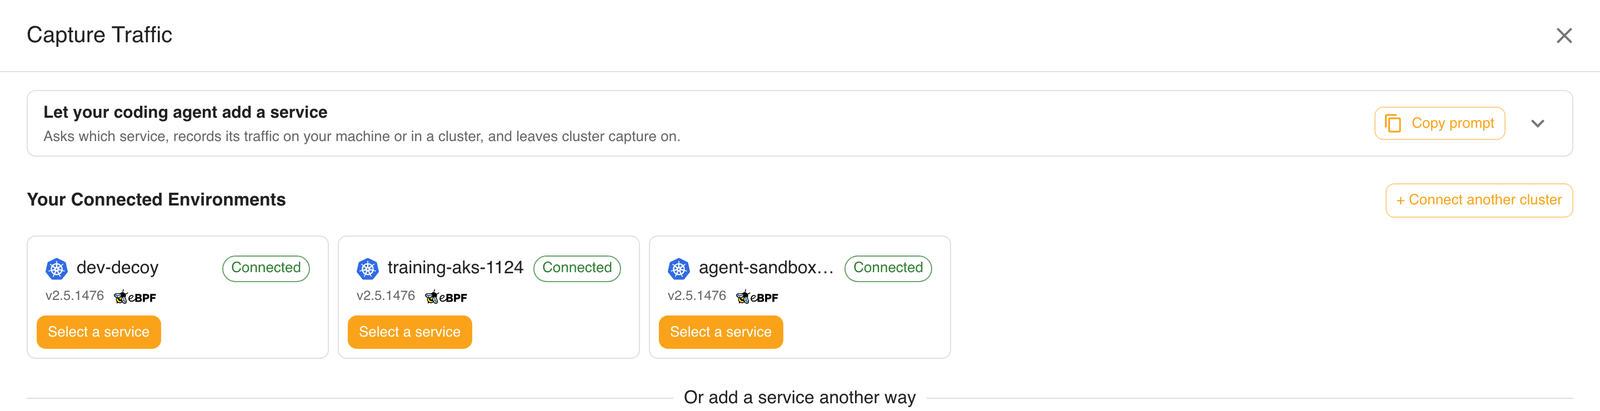 Capture Traffic
Let your coding agent add a service
Asks which service, records its traffic on your machine or in a cluster, and leaves cluster capture on.
Copy prompt
Your Connected Environments
+ Connect another cluster
dev-decoy
Connected
v2.5.1476
eBPF
Select a service
training-aks-1124
Connected
v2.5.1476
eBPF
Select a service
agent-sandbox...
Connected
v2.5.1476
eBPF
Select a service
Or add a service another way